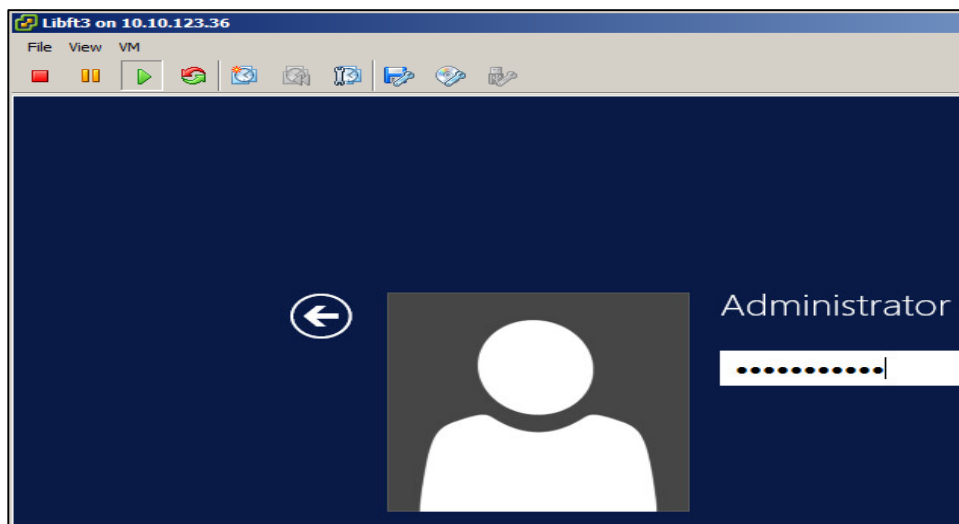 Libft3 on 10.10.123.36
File View VM
Administrator
•••••••••••